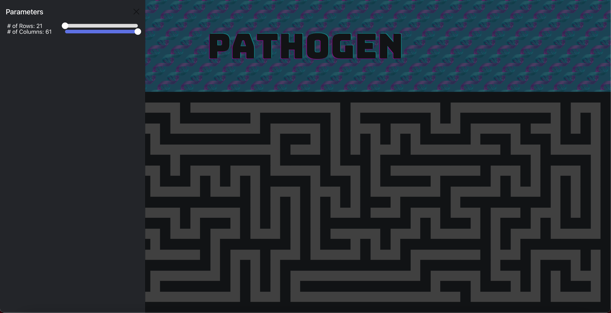 Parameters
# of Rows: 21
# of Columns: 61
PATHOGEN